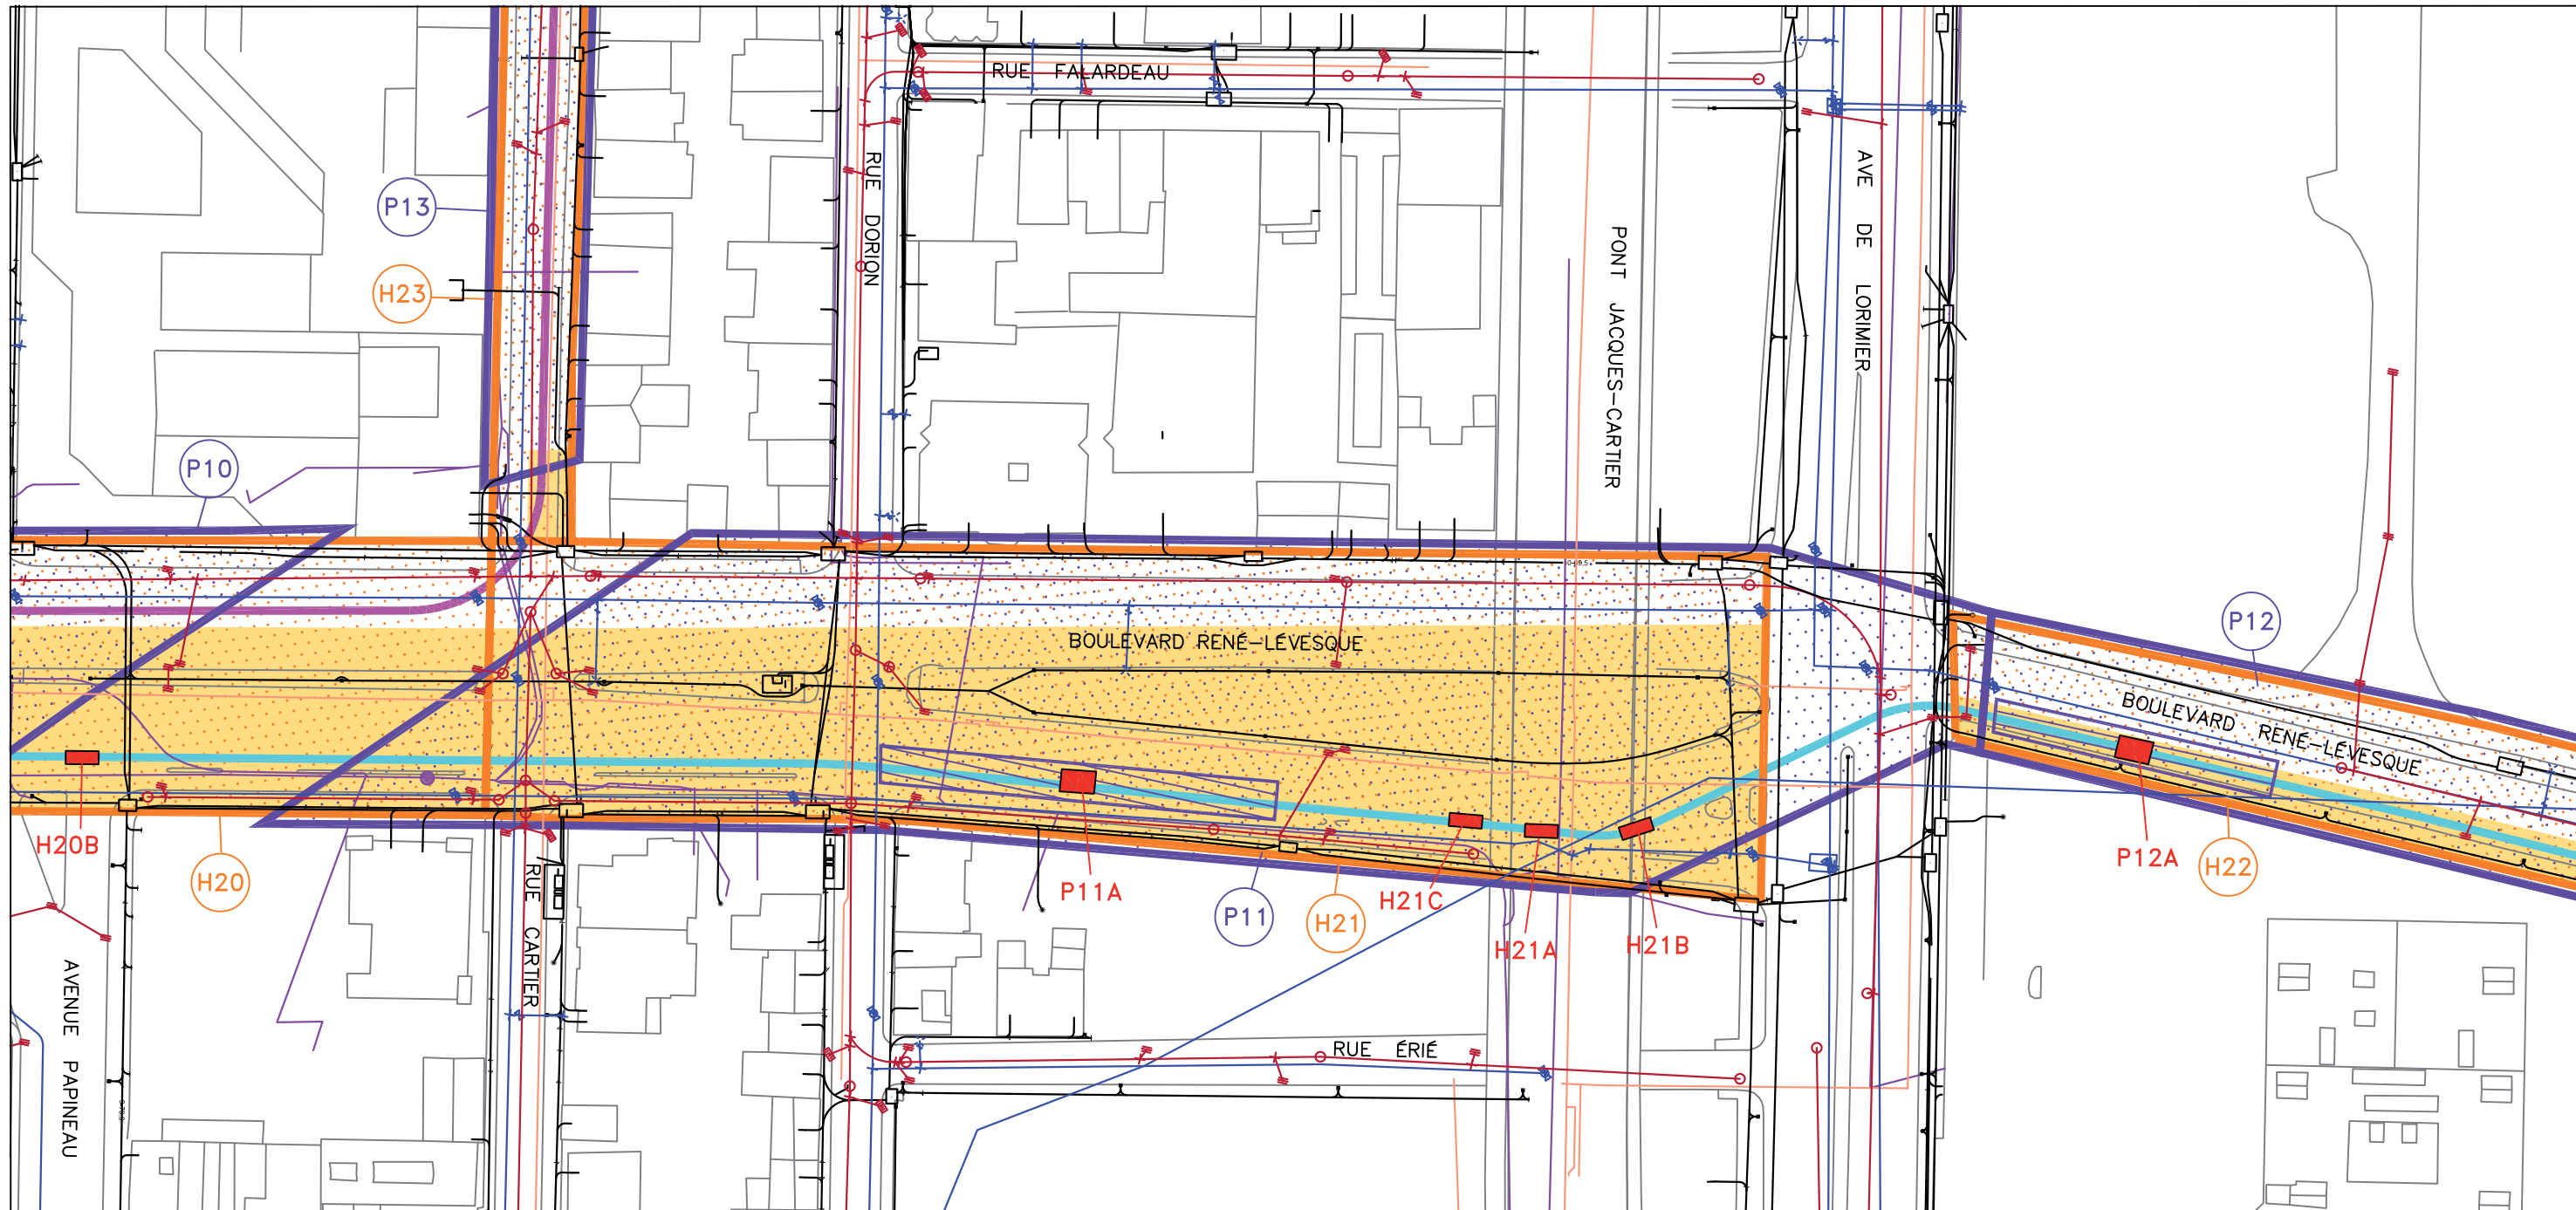 RUE FALARDEAU
RUE DORION
AVE DE LORIMIER
PONT JACQUES-CARTIER
P13
H23
P10
BOULEVARD RENÉ-LÉVESQUE
P12
BOULEVARD RENÉ-LÉVESQUE
H20B
H20
P11A
P11
H21C
H21
H21A
H21B
P12A
H22
RUE CARTIER
AVENUE PAPINEAU
RUE ÉRIÉ